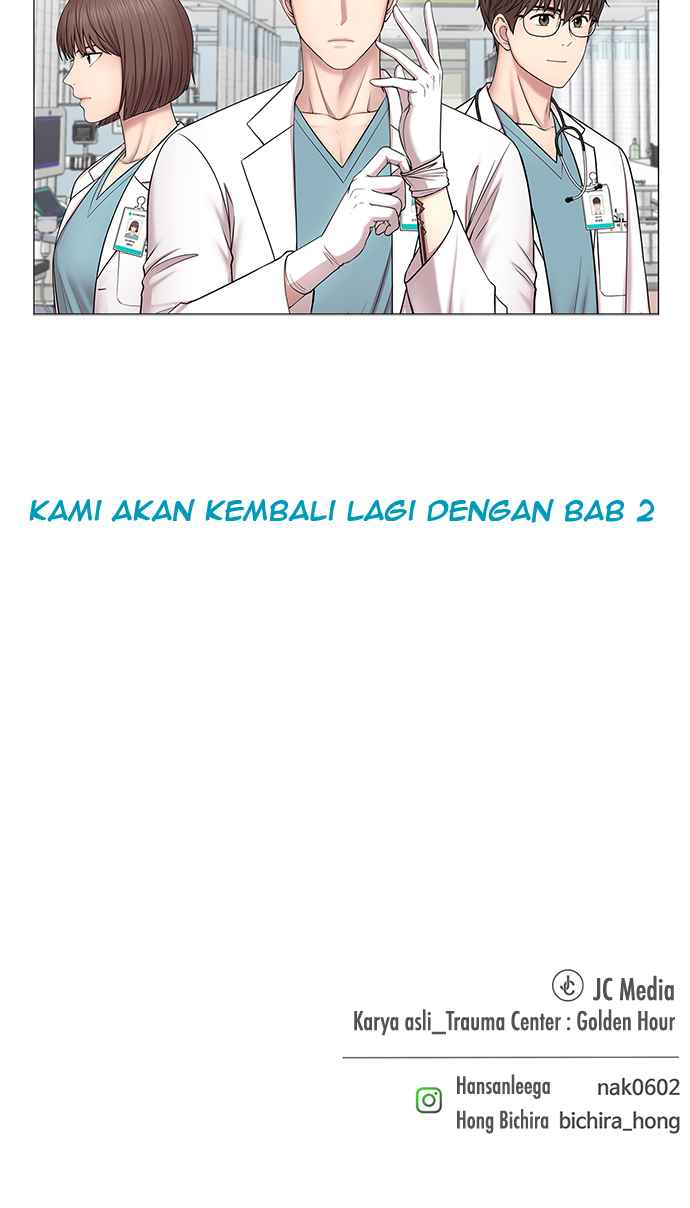 KAMI AKAN KEMBALI LAGI DENGAN BAB 2
JC JC Media
Karya asli_Trauma Center : Golden Hour
Hansanleega nak0602
Hong Bichira bichira_hong